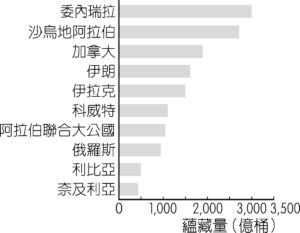 委內瑞拉
沙烏地阿拉伯
加拿大
伊朗
伊拉克
科威特
阿拉伯聯合大公國
俄羅斯
利比亞
奈及利亞
0 1,000 2,000 3,000 3,500
蘊藏量(億桶)